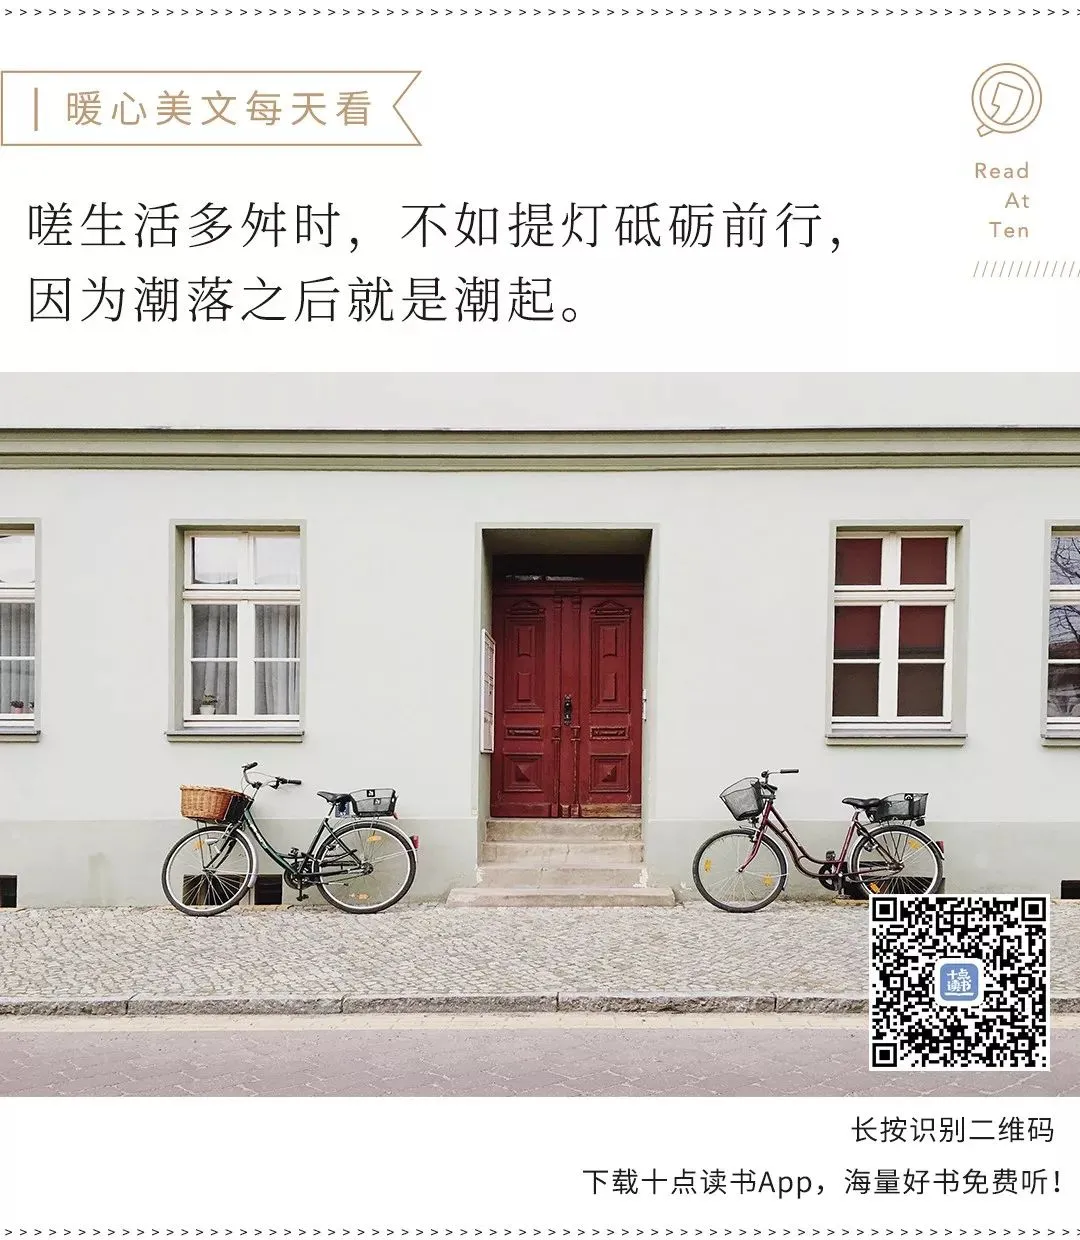 暖心美文每天看
Read
At
Ten
嗟生活多舛时，不如提灯砥砺前行，
因为潮落之后就是潮起。
十点
读书
长按识别二维码
下载十点读书App，海量好书免费听！